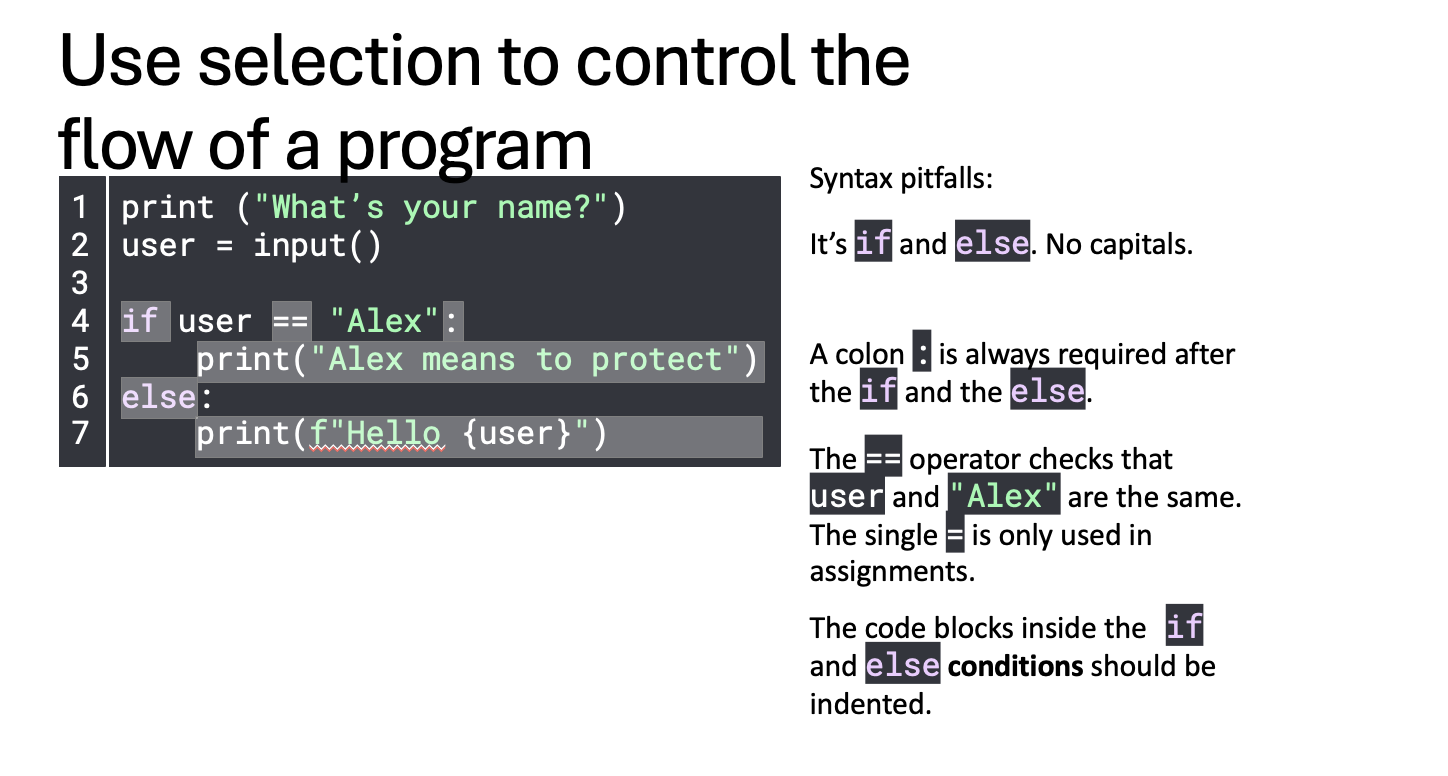 Use selection to control the
flow of a program
1 print ("What’s your name?")
2 user = input()
3
4 if user == "Alex":
5     print("Alex means to protect")
6 else:
7     print(f"Hello {user}")
Syntax pitfalls:
It’s if and else. No capitals.
A colon : is always required after
the if and the else.
The == operator checks that
user and "Alex" are the same.
The single = is only used in
assignments.
The code blocks inside the if
and else conditions should be
indented.